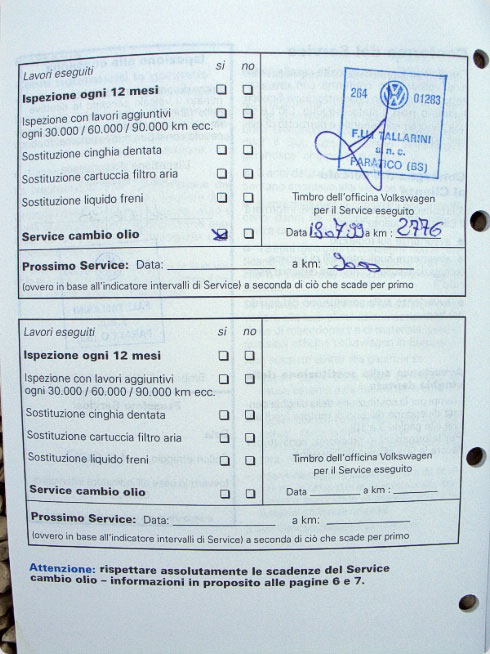 Lavori eseguiti si no
Ispezione ogni 12 mesi
Ispezione con lavori aggiuntivi
ogni 30.000 / 60.000 / 90.000 km ecc.
Sostituzione cinghia dentata
Sostituzione cartuccia filtro aria
Sostituzione liquido freni
Service cambio olio
264 VW 01283
F.lli TALLARINI
s.n.c.
PARATICO (BS)
Timbro dell'officina Volkswagen
per il Service eseguito
Data 190799 a km : 2776
Prossimo Service: Data: a km: 9000
(ovvero in base all'indicatore intervalli di Service) a seconda di ciò che scade per primo
Lavori eseguiti si no
Ispezione ogni 12 mesi
Ispezione con lavori aggiuntivi
ogni 30.000 / 60.000 / 90.000 km ecc.
Sostituzione cinghia dentata
Sostituzione cartuccia filtro aria
Sostituzione liquido freni
Service cambio olio
Timbro dell'officina Volkswagen
per il Service eseguito
Data a km :
Prossimo Service: Data: a km:
(ovvero in base all'indicatore intervalli di Service) a seconda di ciò che scade per primo
Attenzione: rispettare assolutamente le scadenze del Service
cambio olio – informazioni in proposito alle pagine 6 e 7.